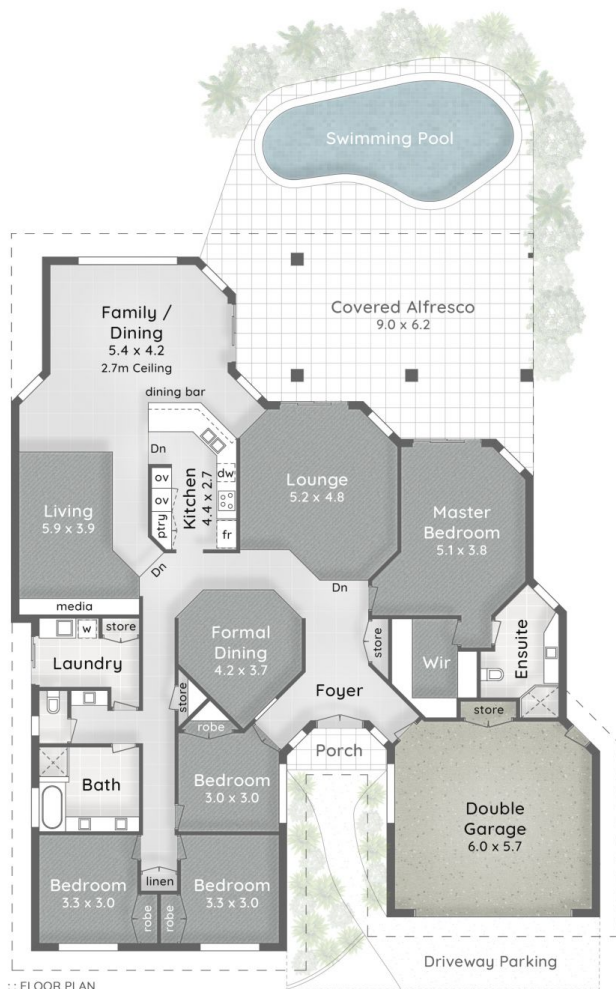 Swimming Pool
Covered Alfresco
9.0 x 6.2
Family /
Dining
5.4 x 4.2
2.7m Ceiling
dining bar
Dn
Kitchen
4.4 x 2.7
ov
ov
ptry
dw
fr
Lounge
5.2 x 4.8
Living
5.9 x 3.9
Master
Bedroom
5.1 x 3.8
Dn
Dn
media
store
w
Laundry
Formal
Dining
4.2 x 3.7
store
Wir
Ensuite
Foyer
store
store
robe
Porch
Bedroom
3.0 x 3.0
Bath
Double
Garage
6.0 x 5.7
linen
Bedroom
3.3 x 3.0
robe
robe
Bedroom
3.3 x 3.0
Driveway Parking
:: FLOOR PLAN